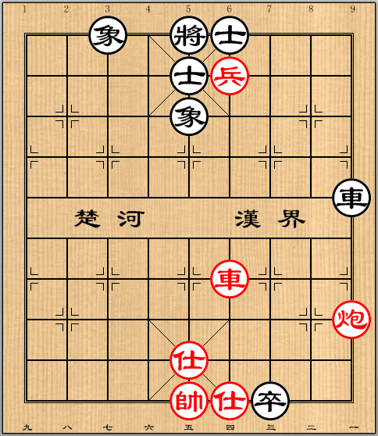 1 2 3 4 5 6 7 8 9
象 將 士
士 兵
象
車
楚河 漢界
車
炮
仕
帥 仕 卒
九 八 七 六 五 四 三 二 一